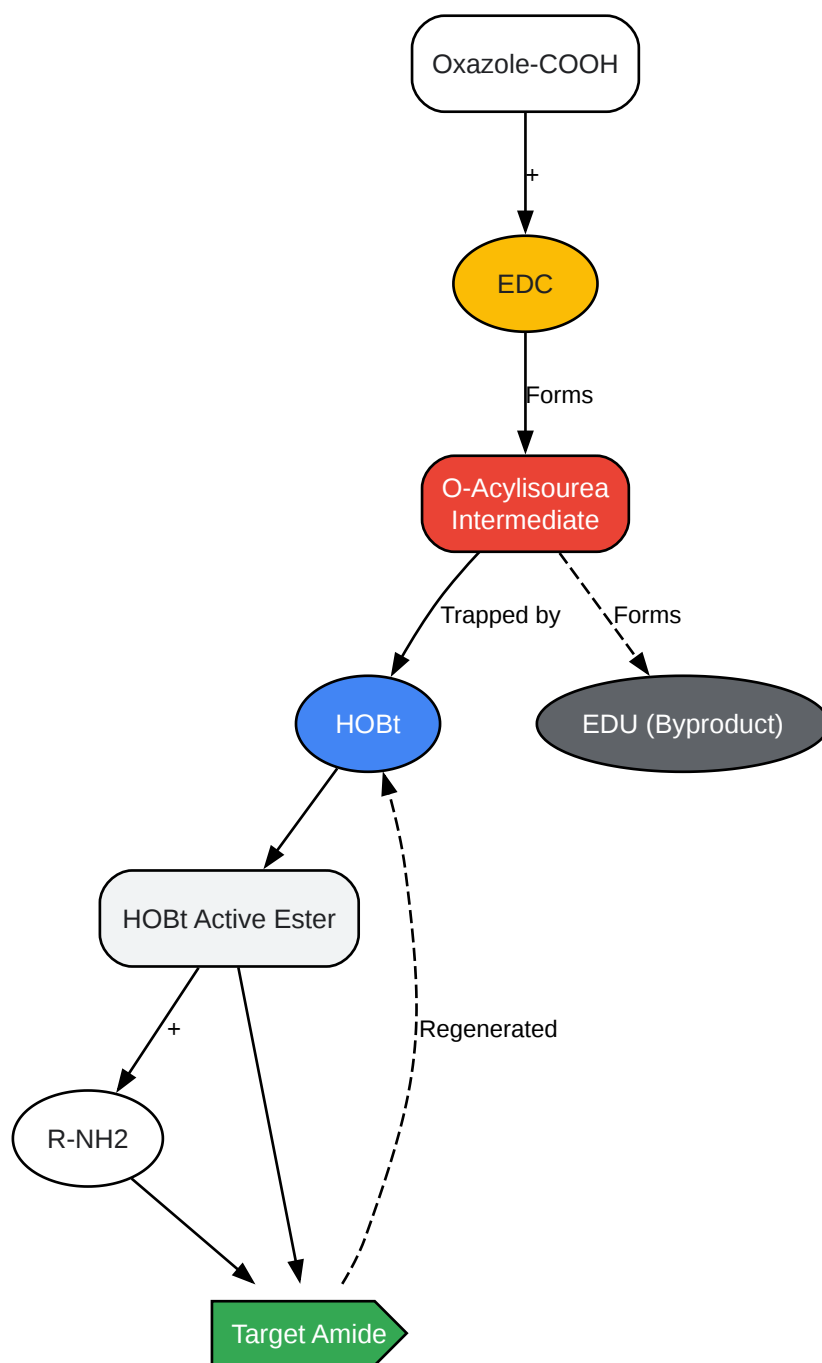 Oxazole-COOH
+
EDC
Forms
O-Acylisourea
Intermediate
Trapped by
Forms
HOBt
EDU (Byproduct)
HOBt Active Ester
+
Regenerated
R-NH2
Target Amide